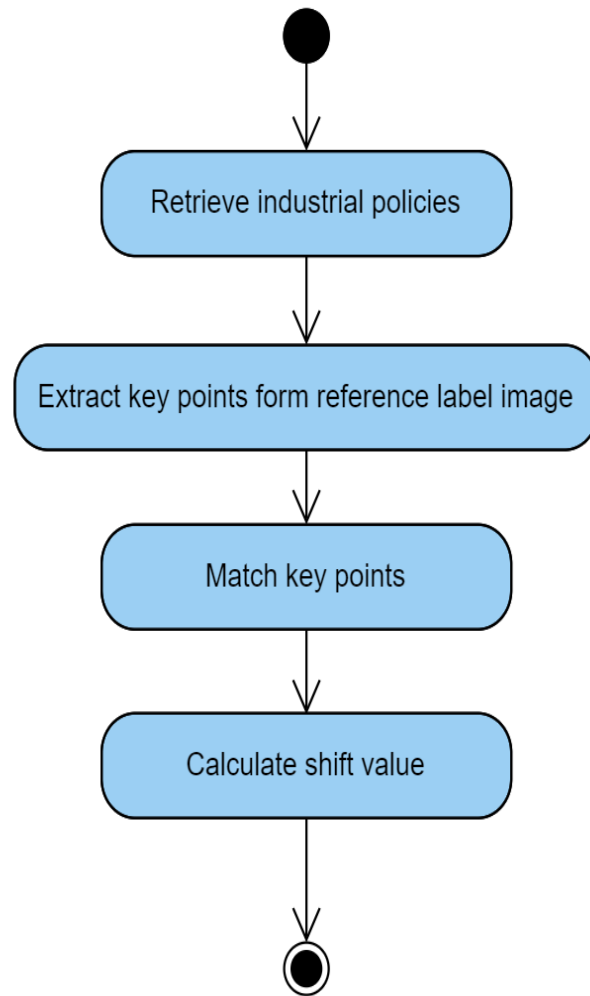 Retrieve industrial policies
Extract key points form reference label image
Match key points
Calculate shift value